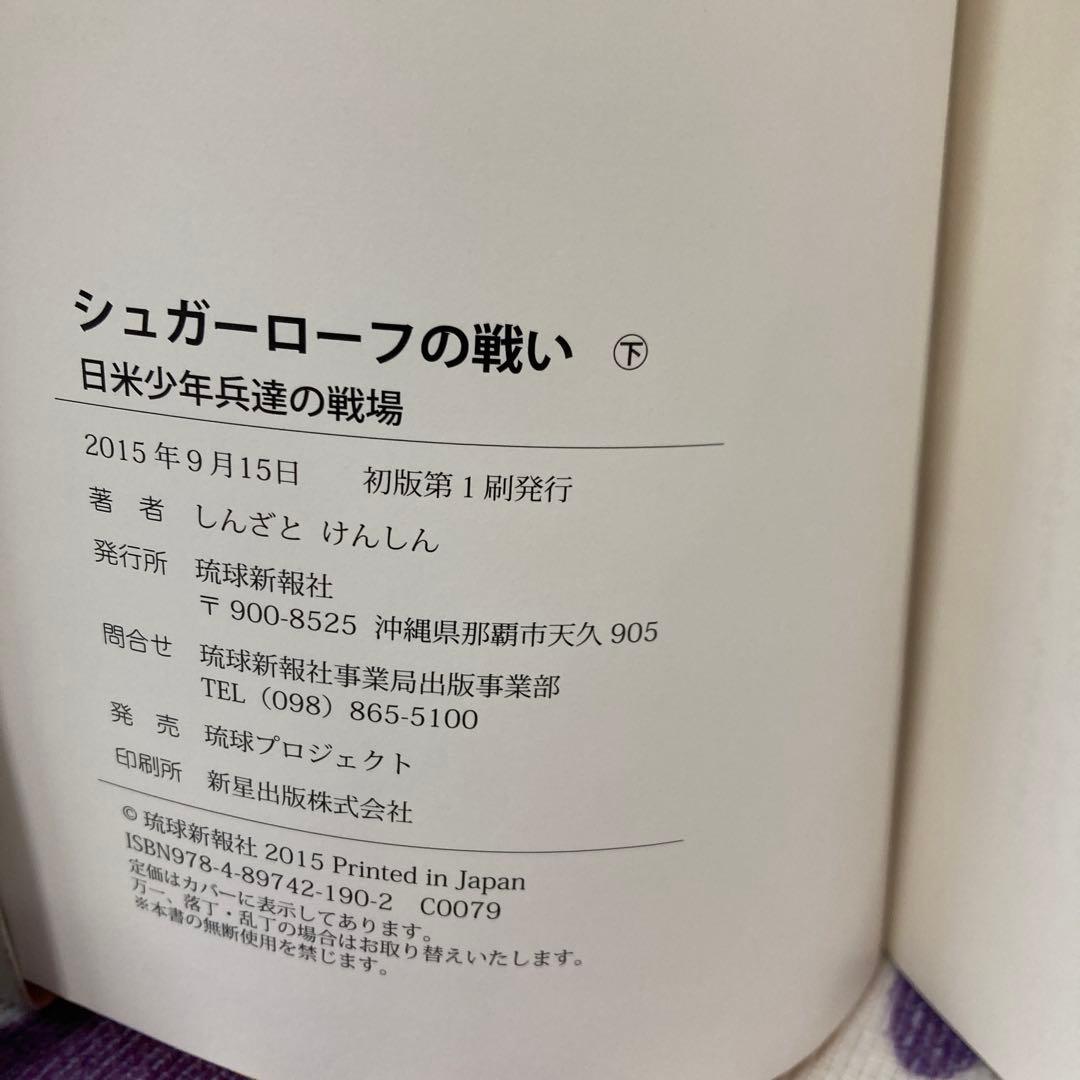 シュガーローフの戦い ㊦
日米少年兵達の戦場
2015年9月15日 初版第1刷発行
著 者 しんざと けんしん
発行所 琉球新報社
〒900-8525 沖縄県那覇市天久905
問合せ 琉球新報社事業局出版事業部
TEL（098）865-5100
発 売 琉球プロジェクト
印刷所 新星出版株式会社
© 琉球新報社 2015 Printed in Japan
ISBN978-4-89742-190-2 C0079
定価はカバーに表示してあります。
万一、落丁・乱丁の場合はお取り替えいたします。
※本書の無断使用を禁じます。